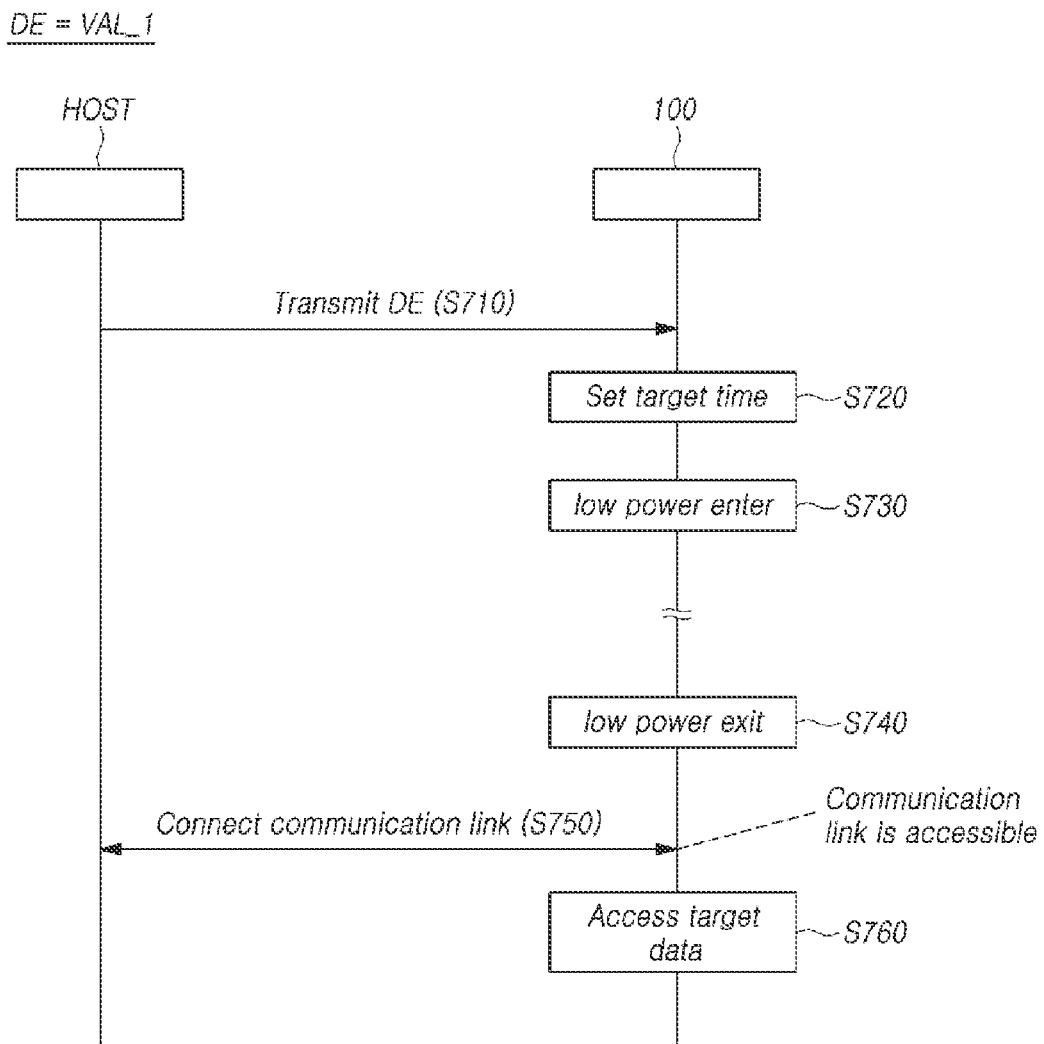 DE = VAL_1
HOST
100
Transmit DE (S710)
Set target time
S720
low power enter
S730
low power exit
S740
Connect communication link (S750)
Communication
link is accessible
Access target
data
S760